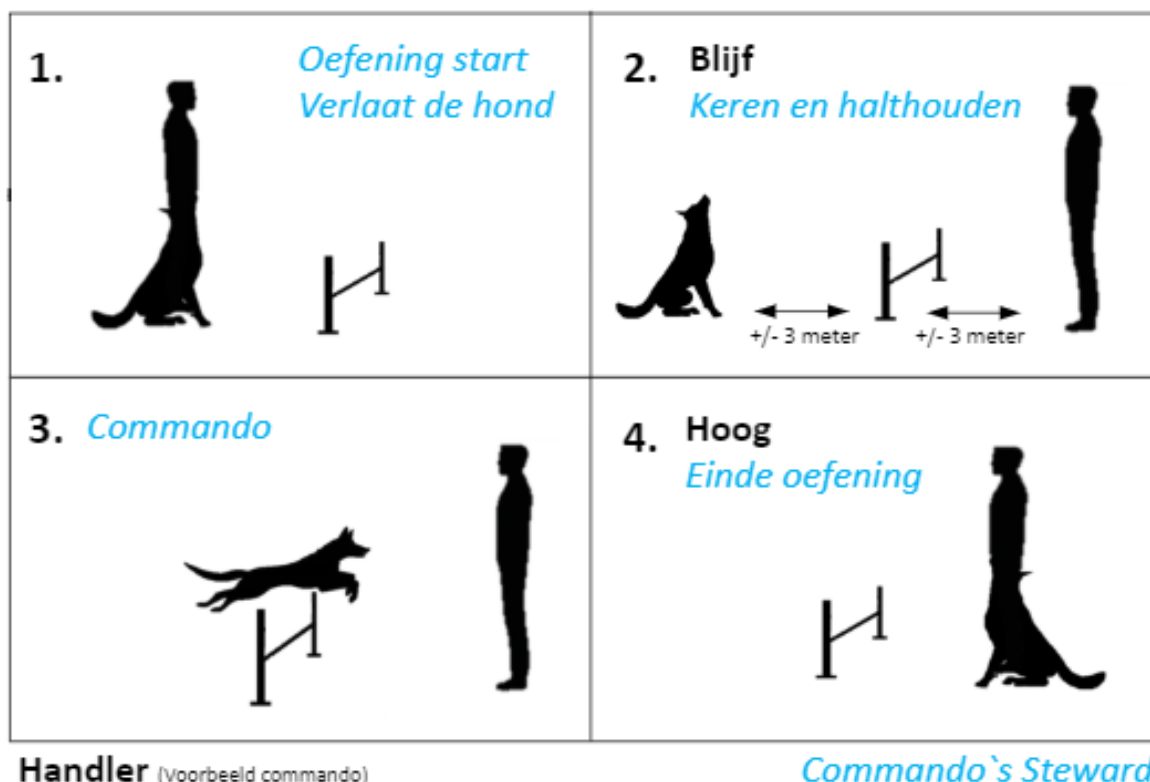 1.
Oefening start
Verlaat de hond
2.
Blijf
Keren en halthouden
+/- 3 meter
+/- 3 meter
3.
Commando
4.
Hoog
Einde oefening
Handler (Voorbeeld commando)
Commando`s Steward